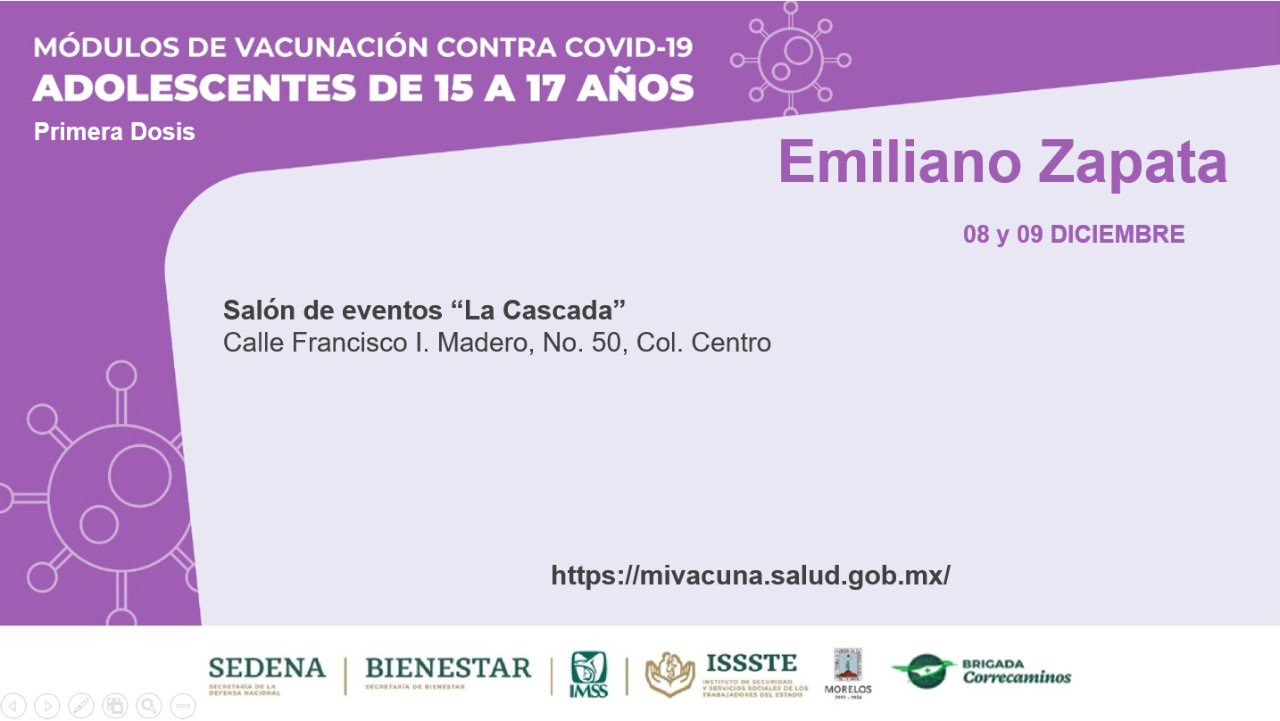 MÓDULOS DE VACUNACIÓN CONTRA COVID-19
ADOLESCENTES DE 15 A 17 AÑOS
Primera Dosis
Emiliano Zapata
08 y 09 DICIEMBRE
Salón de eventos “La Cascada”
Calle Francisco I. Madero, No. 50, Col. Centro
https://mivacuna.salud.gob.mx/
SEDENA
SECRETARÍA DE LA
DEFENSA NACIONAL
BIENESTAR
SECRETARÍA DE BIENESTAR
IMSS
ISSSTE
INSTITUTO DE SEGURIDAD
Y SERVICIOS SOCIALES DE LOS
TRABAJADORES DEL ESTADO
MORELOS
BRIGADA
Correcaminos